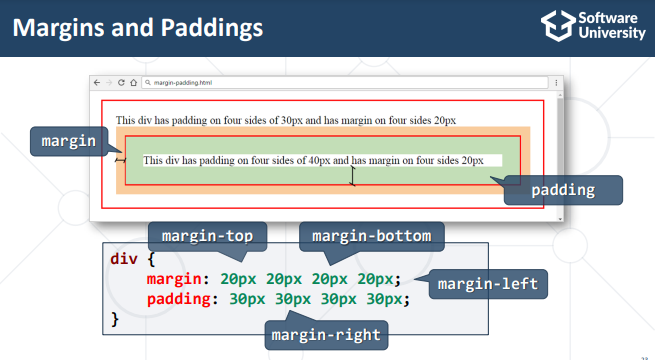 Margins and Paddings
Software
University
margin-padding.html
This div has padding on four sides of 30px and has margin on four sides 20px
margin
This div has padding on four sides of 40px and has margin on four sides 20px
padding
margin-top
margin-bottom
div {
margin: 20px 20px 20px 20px;
margin-left
padding: 30px 30px 30px 30px;
}
margin-right